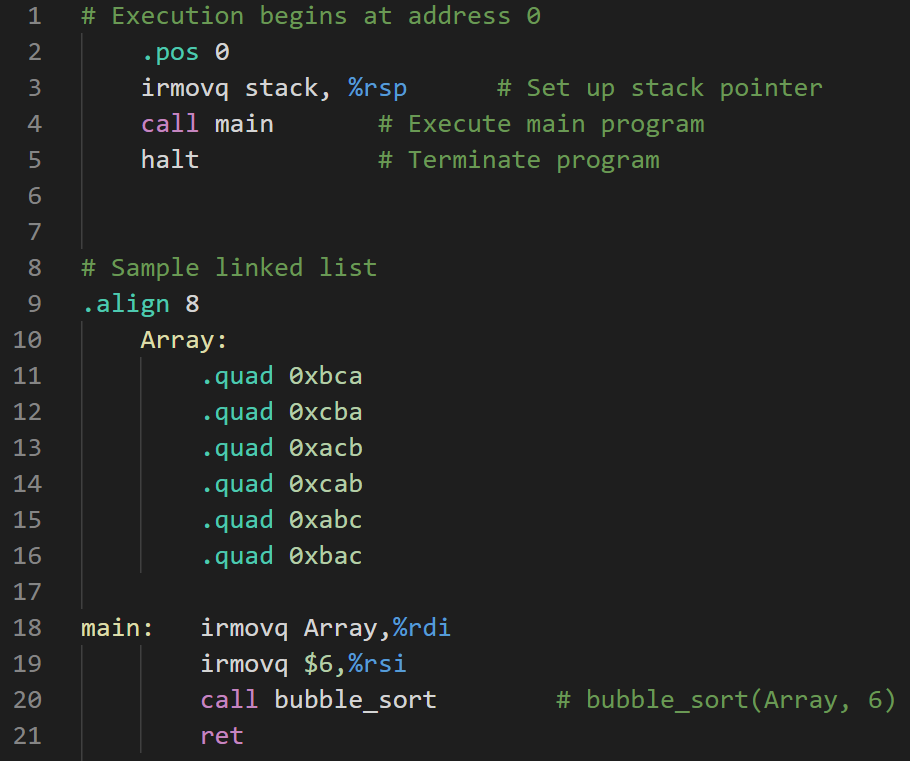 1 # Execution begins at address 0
2 .pos 0
3 irmovq stack, %rsp # Set up stack pointer
4 call main # Execute main program
5 halt # Terminate program
6
7
8 # Sample linked list
9 .align 8
10 Array:
11 .quad 0xbca
12 .quad 0xcba
13 .quad 0xacb
14 .quad 0xcab
15 .quad 0xabc
16 .quad 0xbac
17
18 main: irmovq Array,%rdi
19 irmovq $6,%rsi
20 call bubble_sort # bubble_sort(Array, 6)
21 ret